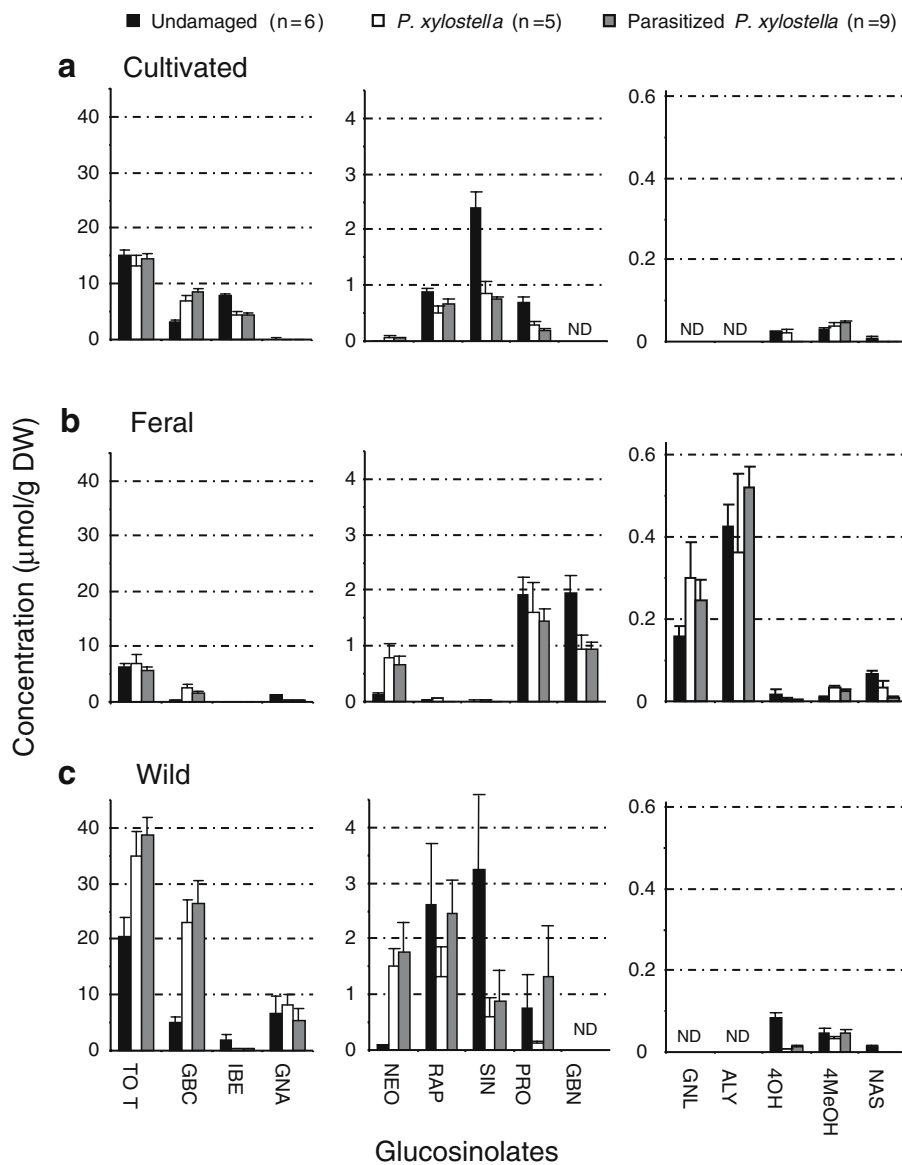 Undamaged (n=6) P. xylostella (n=5) Parasitized P. xylostella (n=9)
a Cultivated
40 30 20 10 0
4 3 2 1 0
0.6 0.4 0.2 0
ND
ND ND
b Feral
40 30 20 10 0
4 3 2 1 0
0.6 0.4 0.2 0
c Wild
40 30 20 10 0
4 3 2 1 0
0.6 0.4 0.2 0
ND
ND ND
Concentration (μmol/g DW)
TO T GBC IBE GNA
NEO RAP SIN PRO GBN
GNL ALY 4OH 4MeOH NAS
Glucosinolates